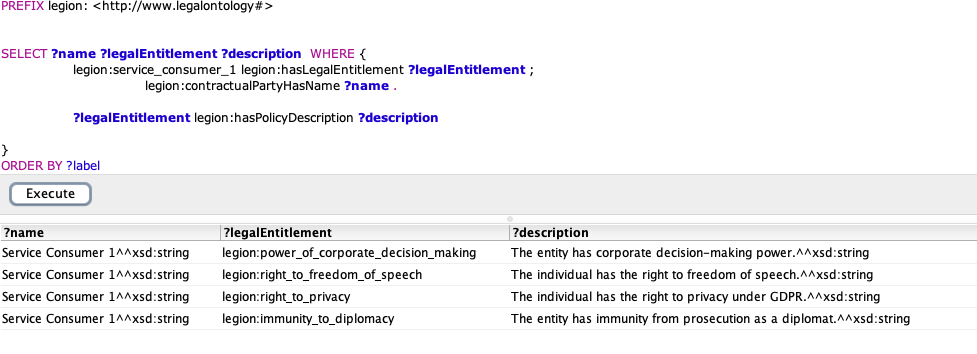 PREFIX legion: <http://www.legalontology#>
SELECT ?name ?legalEntitlement ?description WHERE {
legion:service_consumer_1 legion:hasLegalEntitlement ?legalEntitlement ;
legion:contractualPartyHasName ?name .
?legalEntitlement legion:hasPolicyDescription ?description
}
ORDER BY ?label
Execute
?name ?legalEntitlement ?description
Service Consumer 1^^xsd:string legion:power_of_corporate_decision_making The entity has corporate decision-making power.^^xsd:string
Service Consumer 1^^xsd:string legion:right_to_freedom_of_speech The individual has the right to freedom of speech.^^xsd:string
Service Consumer 1^^xsd:string legion:right_to_privacy The individual has the right to privacy under GDPR.^^xsd:string
Service Consumer 1^^xsd:string legion:immunity_to_diplomacy The entity has immunity from prosecution as a diplomat.^^xsd:string